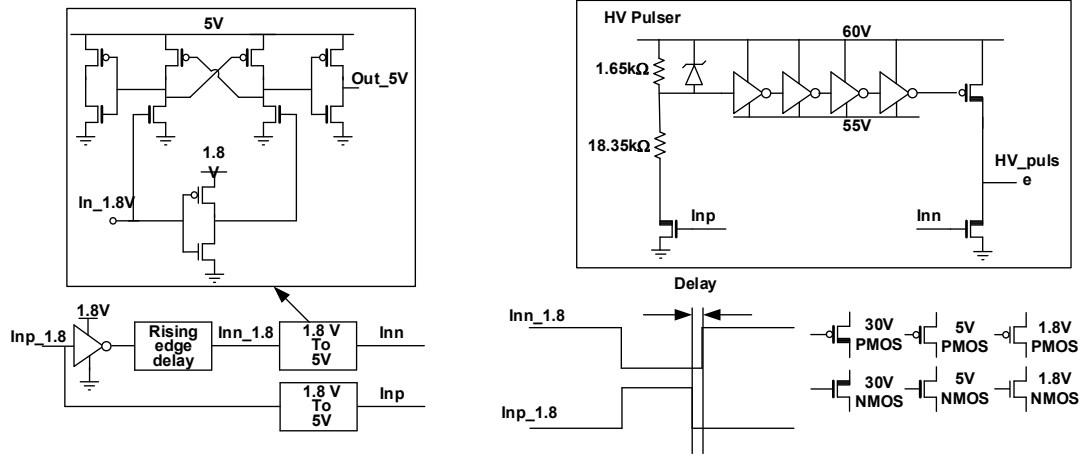 5V
Out_5V
1.8
V
In_1.8V
HV Pulser
60V
1.65kΩ
55V
18.35kΩ
HV_puls
e
Inp
Inn
1.8V
Inp_1.8
Rising
edge
delay
Inn_1.8
1.8 V
To
5V
Inn
1.8 V
To
5V
Inp
Delay
Inn_1.8
Inp_1.8
30V
PMOS
5V
PMOS
1.8V
PMOS
30V
NMOS
5V
NMOS
1.8V
NMOS